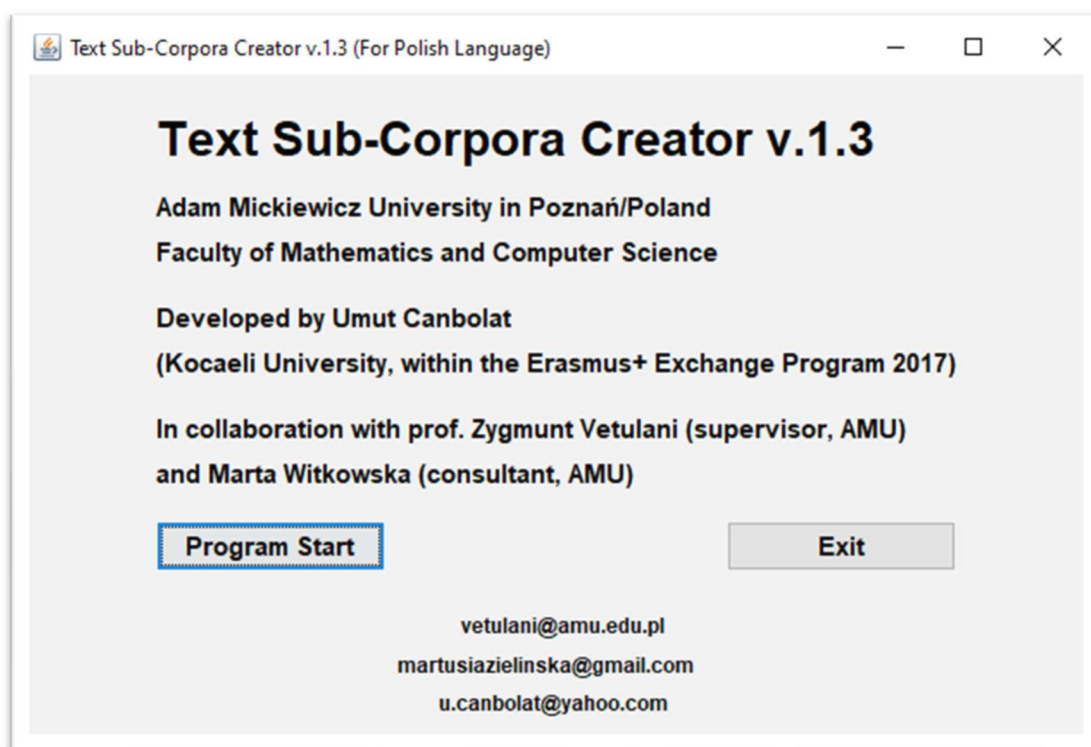 Text Sub-Corpora Creator v.1.3 (For Polish Language)
Text Sub-Corpora Creator v.1.3
Adam Mickiewicz University in Poznań/Poland
Faculty of Mathematics and Computer Science
Developed by Umut Canbolat
(Kocaeli University, within the Erasmus+ Exchange Program 2017)
In collaboration with prof. Zygmunt Vetulani (supervisor, AMU)
and Marta Witkowska (consultant, AMU)
Program Start Exit
vetulani@amu.edu.pl
martusiazielinska@gmail.com
u.canbolat@yahoo.com